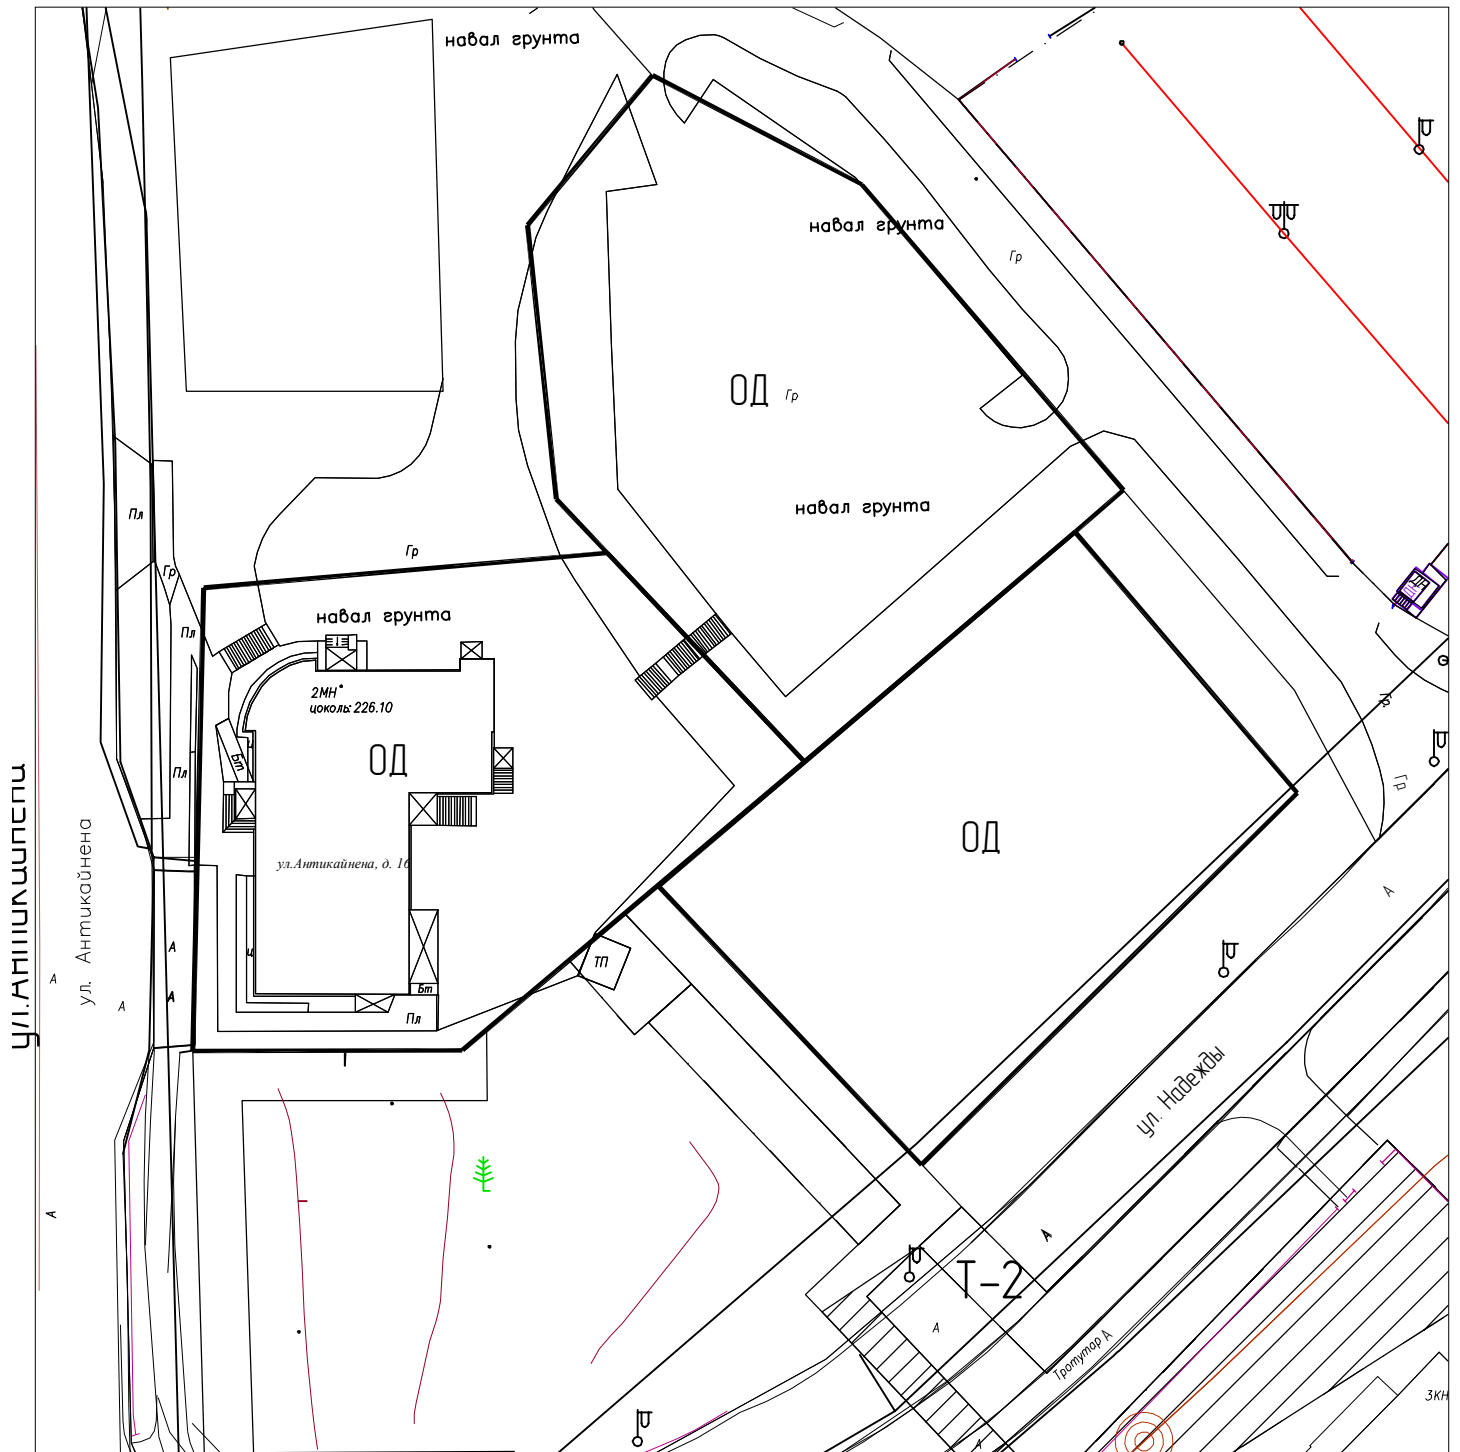 навал грунта
навал грунта
Гр
ОД
Гр
навал грунта
Пл
Гр
Гр
навал грунта
Пл
2МН
цоколь: 226.10
ОД
Бт
Пл
ул. Антикайнена
ул. Антикайнена
ул.Антикайнена, д. 16
ОД
Гр
А
А
А
А
А
ц
ТП
Бт
Пл
А
ул. Надежды
А
А
Т-2
А
Тротуар А
3КН
А